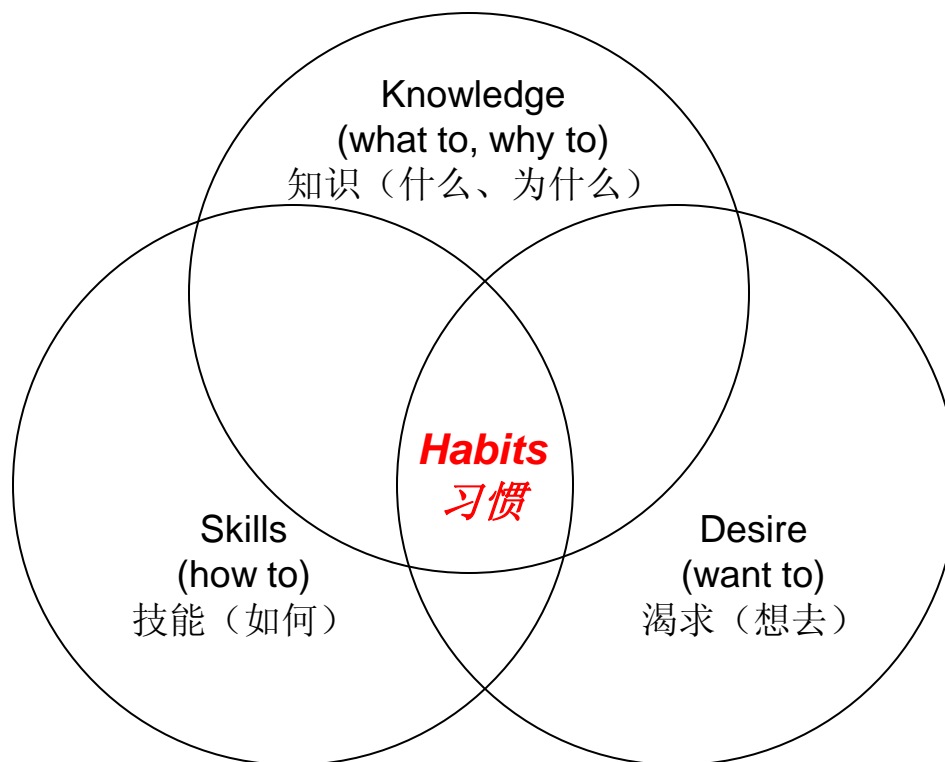 Knowledge
(what to, why to)
知识（什么、为什么）
Habits
习惯
Skills
(how to)
技能（如何）
Desire
(want to)
渴求（想去）